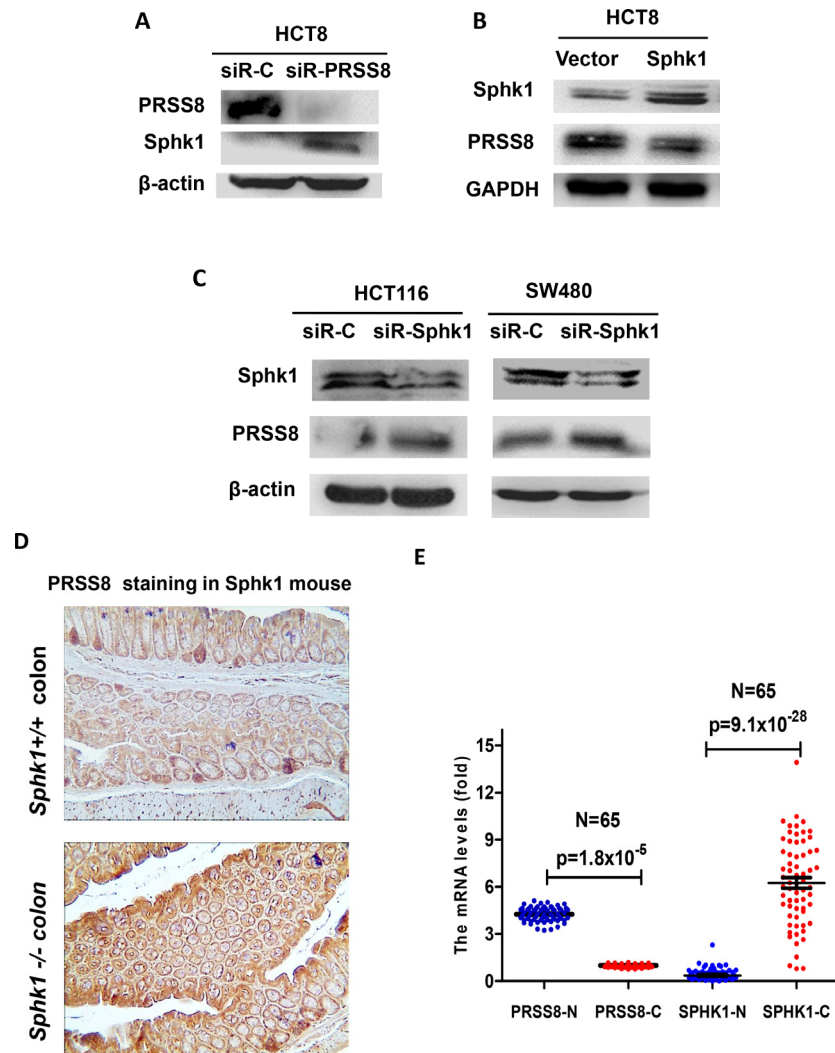 A
HCT8
siR-C siR-PRSS8
PRSS8
Sphk1
β-actin
B
HCT8
Vector Sphk1
Sphk1
PRSS8
GAPDH
C
HCT116 SW480
siR-C siR-Sphk1 siR-C siR-Sphk1
Sphk1
PRSS8
β-actin
D
PRSS8 staining in Sphk1 mouse
Sphk1+/+ colon
Sphk1 -/- colon
E
N=65
p=9.1x10-28
N=65
p=1.8x10-5
The mRNA levels (fold)
15
12
9
6
3
0
PRSS8-N PRSS8-C SPHK1-N SPHK1-C